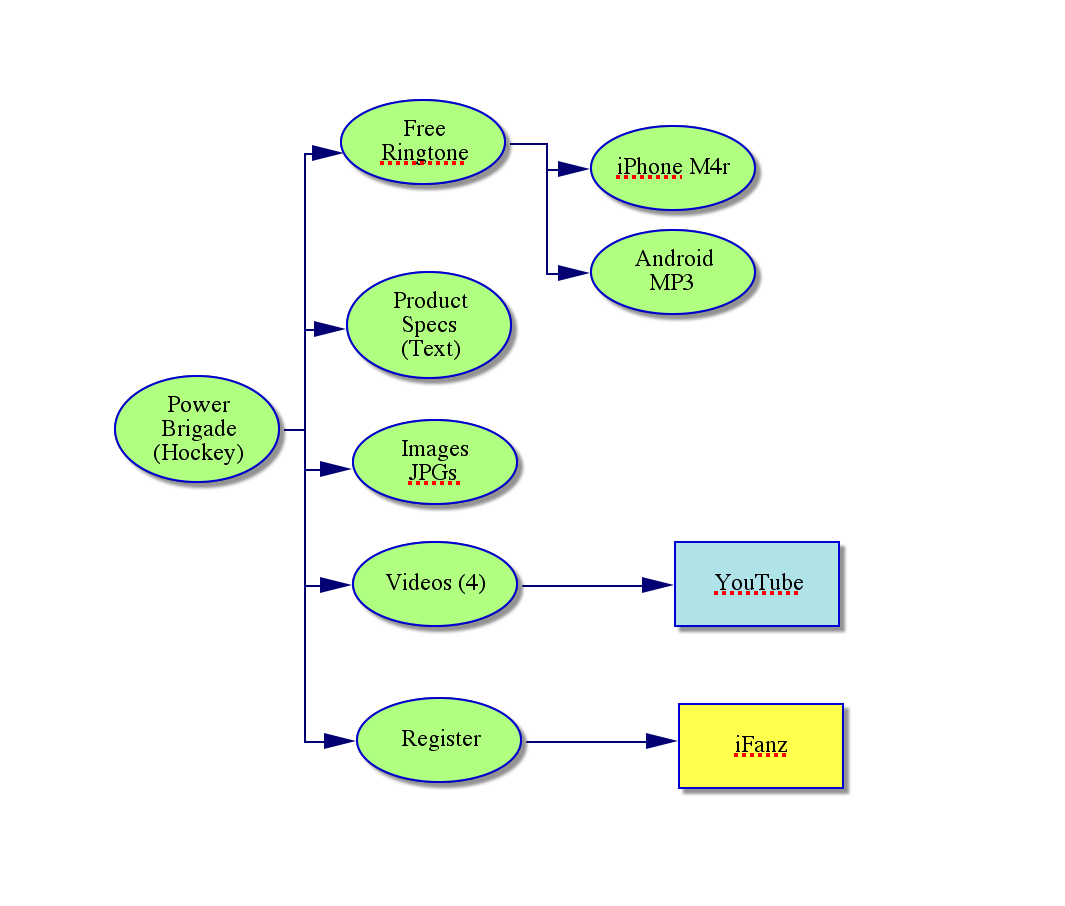 Free
Ringtone
iPhone M4r
Android
MP3
Product
Specs
(Text)
Power
Brigade
(Hockey)
Images
JPGs
Videos (4)
YouTube
Register
iFanz